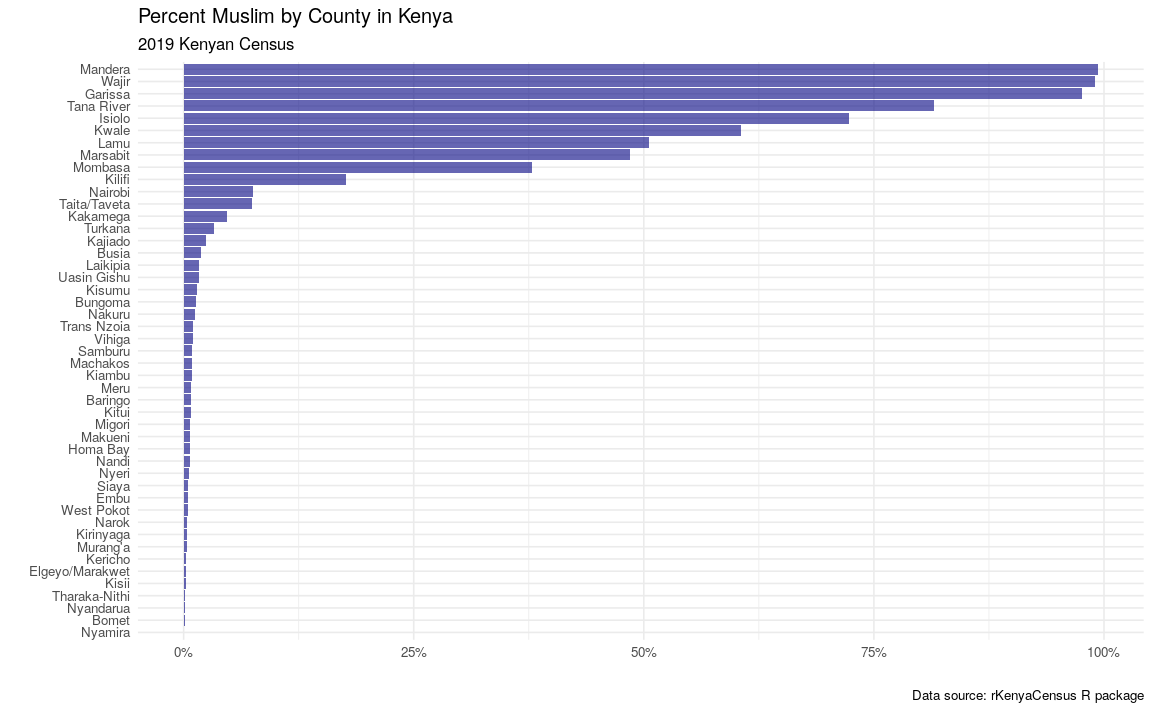 Percent Muslim by County in Kenya
2019 Kenyan Census
Mandera
Wajir
Garissa
Tana River
Isiolo
Kwale
Lamu
Marsabit
Mombasa
Kilifi
Nairobi
Taita/Taveta
Kakamega
Turkana
Kajiado
Busia
Laikipia
Uasin Gishu
Kisumu
Bungoma
Nakuru
Trans Nzoia
Vihiga
Samburu
Machakos
Kiambu
Meru
Baringo
Kitui
Migori
Makueni
Homa Bay
Nandi
Nyeri
Siaya
Embu
West Pokot
Narok
Kirinyaga
Murang'a
Kericho
Elgeyo/Marakwet
Kisii
Tharaka-Nithi
Nyandarua
Bomet
Nyamira
0% 25% 50% 75% 100%
Data source: rKenyaCensus R package